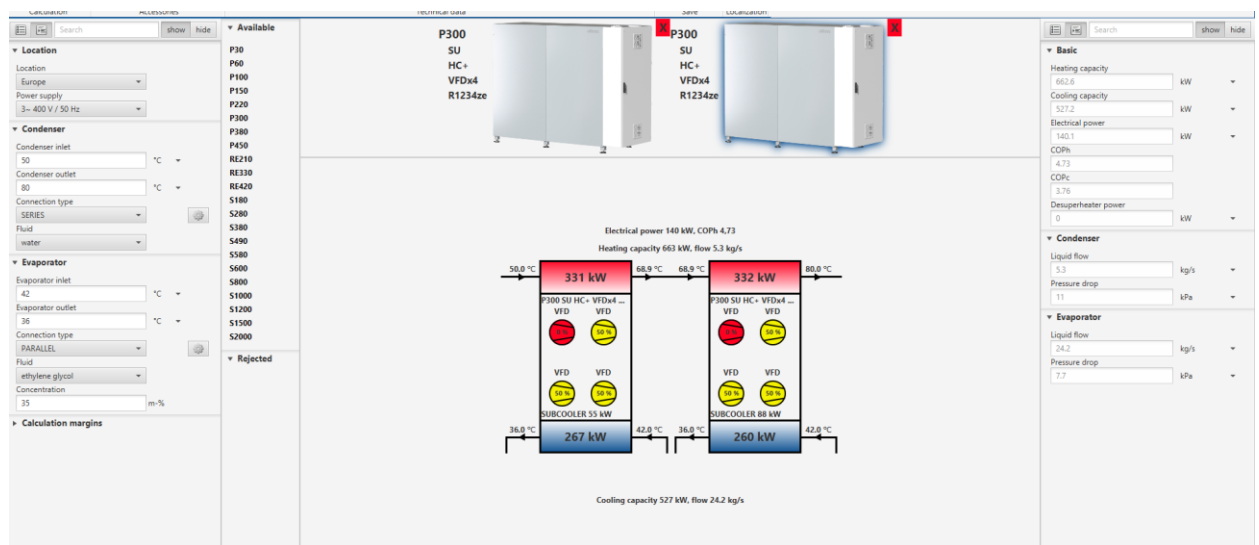 Calculation
Accessories
Technical data
Save
Localization
Search
show
hide
Location
Location
Europe
Power supply
3~ 400 V / 50 Hz
Condenser
Condenser inlet
50
°C
Condenser outlet
80
°C
Connection type
SERIES
Fluid
water
Evaporator
Evaporator inlet
42
°C
Evaporator outlet
36
°C
Connection type
PARALLEL
Fluid
ethylene glycol
Concentration
35
m-%
Calculation margins
Available
P30
P60
P100
P150
P220
P300
P380
P450
RE210
RE330
RE420
S180
S280
S380
S490
S580
S600
S800
S1000
S1200
S1500
S2000
Rejected
P300
SU
HC+
VFDx4
R1234ze
X
P300
SU
HC+
VFDx4
R1234ze
X
Electrical power 140 kW, COPh 4,73
Heating capacity 663 kW, flow 5.3 kg/s
50.0 °C
331 kW
68.9 °C
68.9 °C
332 kW
80.0 °C
P300 SU HC+ VFDx4 ...
P300 SU HC+ VFDx4 ...
VFD VFD
VFD VFD
0 %
50 %
0 %
50 %
VFD VFD
VFD VFD
50 %
50 %
50 %
50 %
SUBCOOLER 55 kW
SUBCOOLER 88 kW
36.0 °C
267 kW
42.0 °C
36.0 °C
260 kW
42.0 °C
Cooling capacity 527 kW, flow 24.2 kg/s
Search
show
hide
Basic
Heating capacity
662.6
kW
Cooling capacity
527.2
kW
Electrical power
140.1
kW
COPh
4.73
COPc
3.76
Desuperheater power
0
kW
Condenser
Liquid flow
5.3
kg/s
Pressure drop
11
kPa
Evaporator
Liquid flow
24.2
kg/s
Pressure drop
7.7
kPa